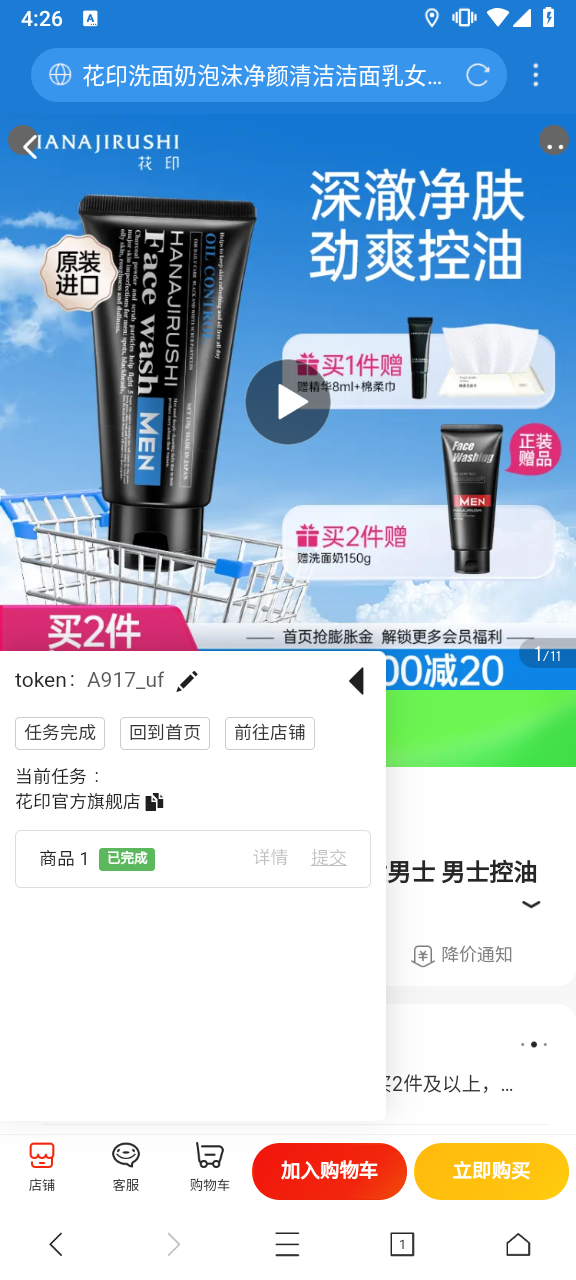 4:26
A
花印洗面奶泡沫净颜清洁洁面乳女...
HANAJIRUSHI
花印
深澈净肤
劲爽控油
原装
进口
HANAJIRUSHI
Face wash
MEN
OIL CONTROL
买1件赠
赠精华8ml+棉柔巾
Face
Washing
MEN
正装
赠品
买2件赠
赠洗面奶150g
买2件
首页抢膨胀金 解锁更多会员福利
00减20
1/11
token: A917_uf
任务完成
回到首页
前往店铺
当前任务：
花印官方旗舰店
商品 1 已完成 详情 提交
男士 男士控油
降价通知
买2件及以上，...
店铺
客服
购物车
加入购物车
立即购买
1